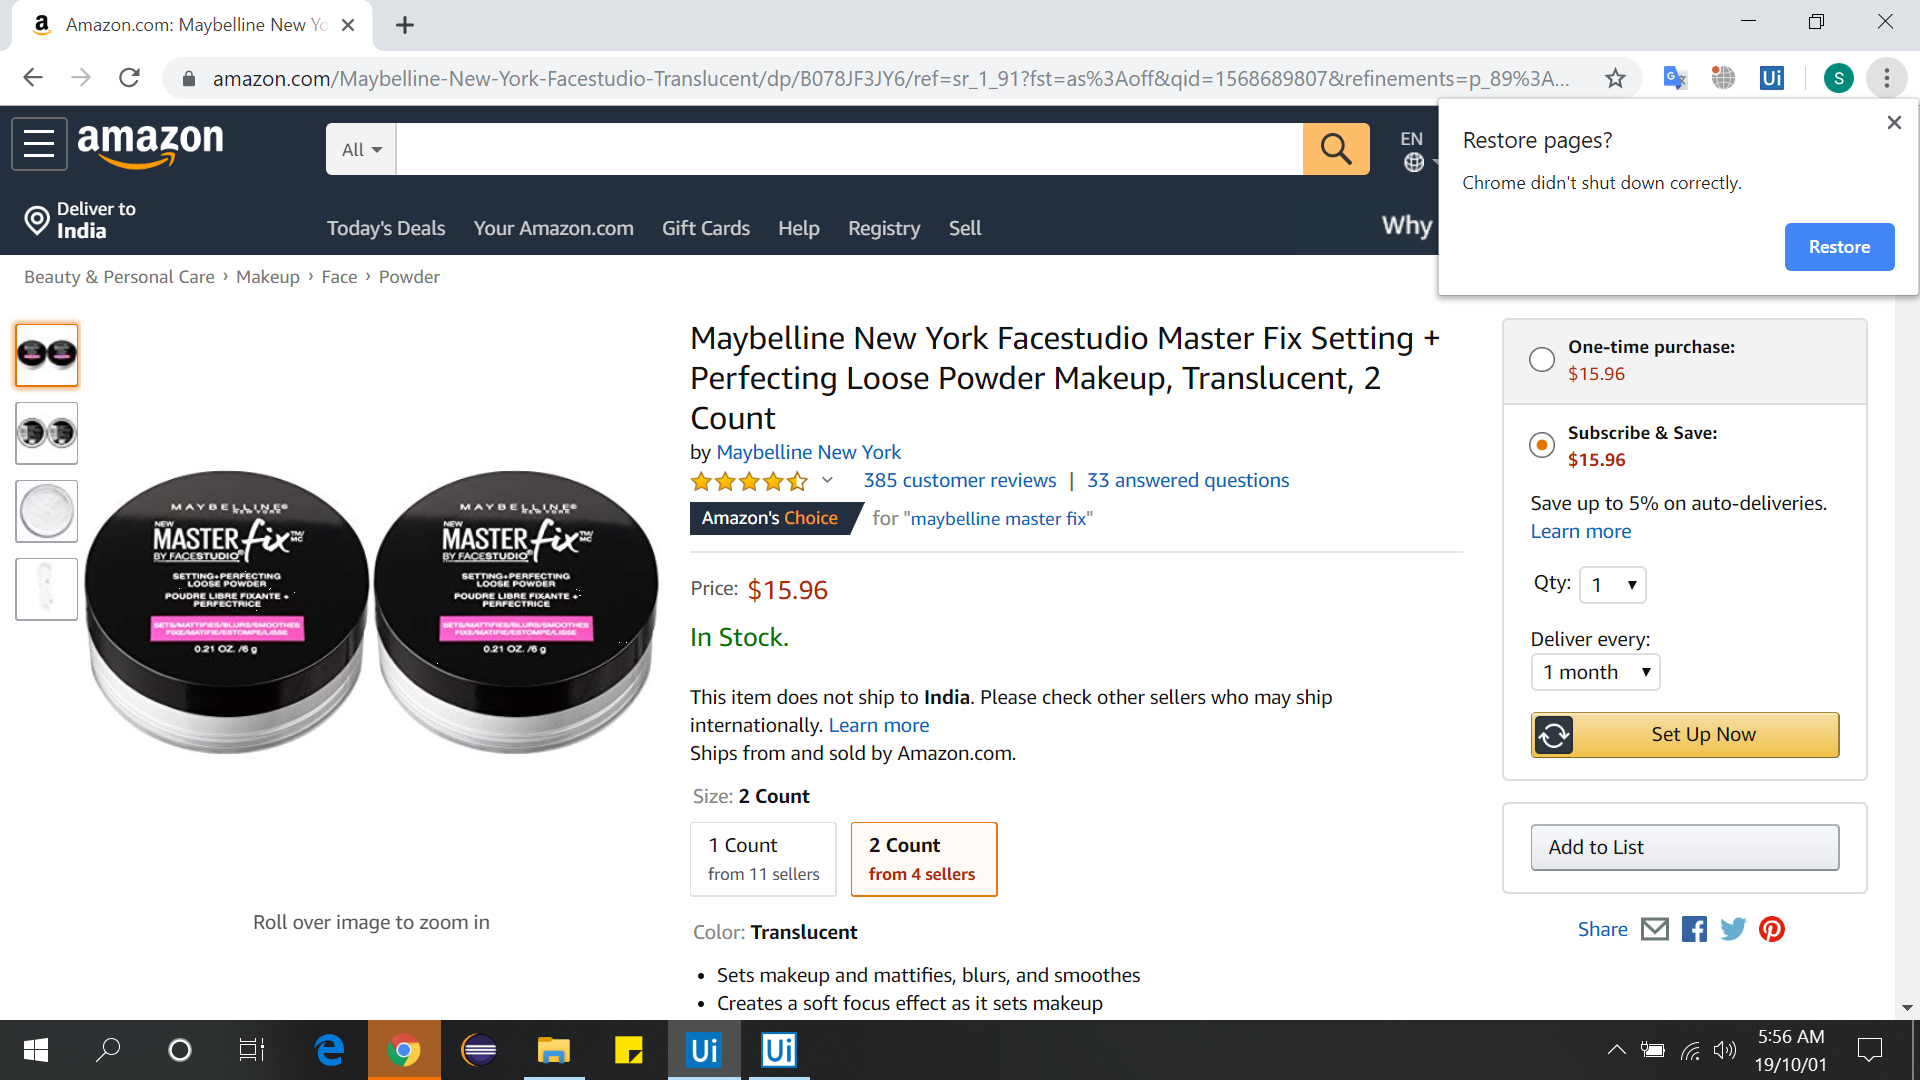 Amazon.com: Maybelline New Yo
amazon.com/Maybelline-New-York-Facestudio-Translucent/dp/B078JF3JY6/ref=sr_1_91?fst=as%3Aoff&qid=1568689807&refinements=p_89%3A...
Ui
S
Restore pages?
Chrome didn't shut down correctly.
Restore
amazon
All
EN
Deliver to
India
Today's Deals
Your Amazon.com
Gift Cards
Help
Registry
Sell
Why
Beauty & Personal Care › Makeup › Face › Powder
MAYBELLINE®
NEW YORK
NEW
MASTER fix™/MC
BY FACESTUDIO®
SETTING+PERFECTING
LOOSE POWDER
POUDRE LIBRE FIXANTE +
PERFECTRICE
SETS/MATTIFIES/BLURS/SMOOTHES
FIXE/MATIFIE/ESTOMPE/LISSE
0.21 OZ. /6 g
MAYBELLINE®
NEW YORK
NEW
MASTER fix™/MC
BY FACESTUDIO®
SETTING+PERFECTING
LOOSE POWDER
POUDRE LIBRE FIXANTE +
PERFECTRICE
SETS/MATTIFIES/BLURS/SMOOTHES
FIXE/MATIFIE/ESTOMPE/LISSE
0.21 OZ. /6 g
Roll over image to zoom in
Maybelline New York Facestudio Master Fix Setting +
Perfecting Loose Powder Makeup, Translucent, 2
Count
by Maybelline New York
385 customer reviews | 33 answered questions
Amazon's Choice for "maybelline master fix"
Price: $15.96
In Stock.
This item does not ship to India. Please check other sellers who may ship
internationally. Learn more
Ships from and sold by Amazon.com.
Size: 2 Count
1 Count
from 11 sellers
2 Count
from 4 sellers
Color: Translucent
• Sets makeup and mattifies, blurs, and smoothes
• Creates a soft focus effect as it sets makeup
One-time purchase:
$15.96
Subscribe & Save:
$15.96
Save up to 5% on auto-deliveries.
Learn more
Qty: 1
Deliver every:
1 month
Set Up Now
Add to List
Share
Ui
Ui
5:56 AM
19/10/01